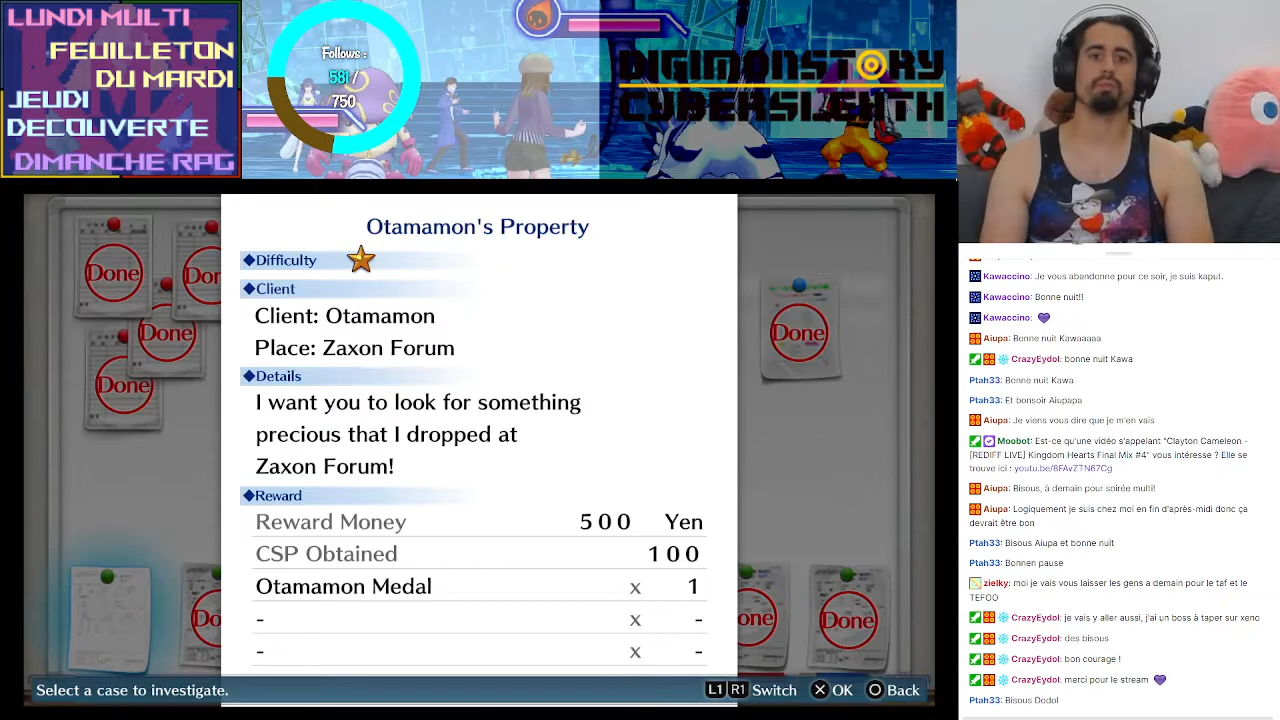 LUNDI MULTI
FEUILLETON
DU MARDI
JEUDI
DECOUVERTE
DIMANCHE RPG
Follows :
581 /
750
DIGIMON STORY
CYBER SLEUTH
Otamamon's Property
Difficulty
Client
Client: Otamamon
Place: Zaxon Forum
Details
I want you to look for something
precious that I dropped at
Zaxon Forum!
Reward
Reward Money 500 Yen
CSP Obtained 100
Otamamon Medal x 1
- x -
- x -
Done
Don
Done
Done
Done
Do
one
Done
Select a case to investigate.
L1 R1 Switch X OK O Back
Kawaccino: Je vous abandonne pour ce soir, je suis kaput.
Kawaccino: Bonne nuit!!
Kawaccino: 💜
Aiupa: Bonne nuit Kawaaaaa
CrazyEydol: bonne nuit Kawa
Ptah33: Bonne nuit Kawa
Ptah33: Et bonsoir Aiupapa
Aiupa: Je viens vous dire que je m'en vais
Moobot: Est-ce qu'une vidéo s'appelant "Clayton Cameleon -
[REDIFF LIVE] Kingdom Hearts Final Mix #4" vous intéresse ? Elle se
trouve ici : youtu.be/8FAvZTN67Cg
Aiupa: Bisous, à demain pour soirée multi!
Aiupa: Logiquement je suis chez moi en fin d'après-midi donc ça
devrait être bon
Ptah33: Bisous Aiupa et bonne nuit
Ptah33: Bonnen pause
zielky: moi je vais vous laisser les gens a demain pour le taf et le
TEFOO
CrazyEydol: je vais y aller aussi, j'ai un boss à taper sur xeno
CrazyEydol: des bisous
CrazyEydol: bon courage !
CrazyEydol: merci pour le stream 💜
Ptah33: Bisous Dodol